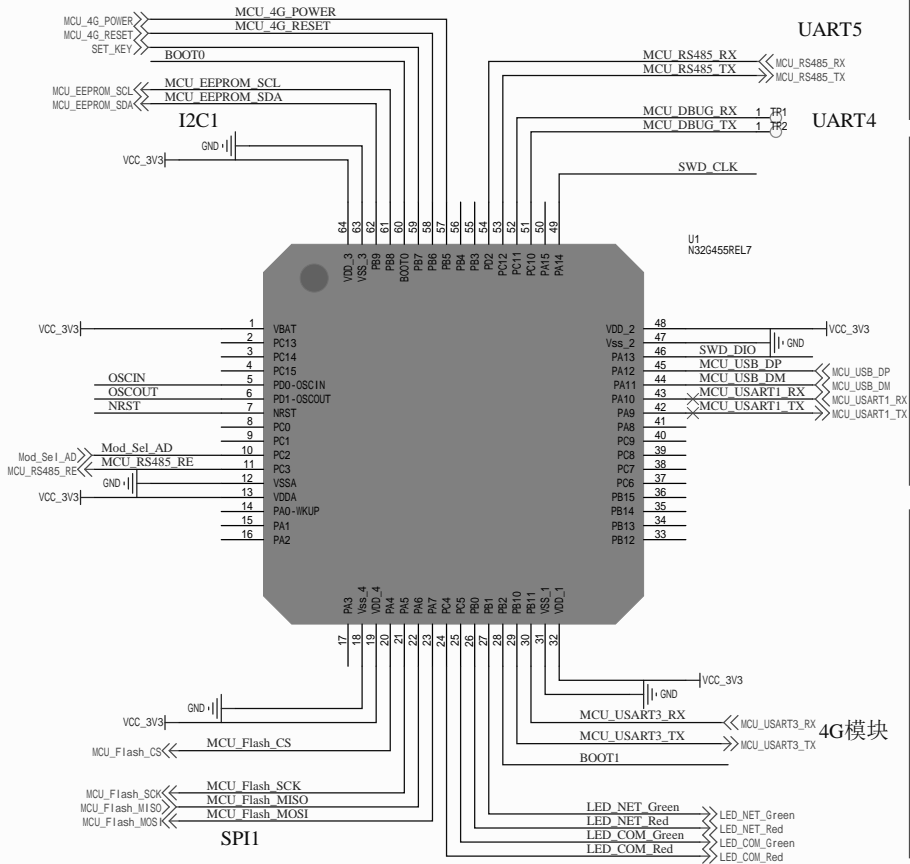 MCU_4G_POWER MCU_4G_POWER
MCU_4G_RESET MCU_4G_RESET
SET_KEY
BOOT0
MCU_EEPROM_SCL MCU_EEPROM_SCL
MCU_EEPROM_SDA MCU_EEPROM_SDA
I2C1
GND
VCC_3V3
UART5
MCU_RS485_RX MCU_RS485_RX
MCU_RS485_TX MCU_RS485_TX
MCU_DBUG_RX 1 TP1
MCU_DBUG_TX 1 TP2
UART4
SWD_CLK
U1
N32G455REL7
64 63 62 61 60 59 58 57 56 55 54 53 52 51 50 49
VDD_3 VSS_3 PB9 PB8 BOOT0 PB7 PB6 PB5 PB4 PB3 PD2 PC12 PC11 PC10 PA15 PA14
VCC_3V3 1 VBAT
2 PC13
3 PC14
4 PC15
OSCIN 5 PD0-OSCIN
OSCOUT 6 PD1-OSCOUT
NRST 7 NRST
8 PC0
9 PC1
Mod_Sel_AD Mod_Sel_AD 10 PC2
MCU_RS485_RE MCU_RS485_RE 11 PC3
GND 12 VSSA
VCC_3V3 13 VDDA
14 PA0-WKUP
15 PA1
16 PA2
VDD_2 48 VCC_3V3
Vss_2 47 GND
PA13 46 SWD_DIO
PA12 45 MCU_USB_DP MCU_USB_DP
PA11 44 MCU_USB_DM MCU_USB_DM
PA10 43 MCU_USART1_RX MCU_USART1_RX
PA9 42 MCU_USART1_TX MCU_USART1_TX
PA8 41
PC9 40
PC8 39
PC7 38
PC6 37
PB15 36
PB14 35
PB13 34
PB12 33
PA3 Vss_4 VDD_4 PA4 PA5 PA6 PA7 PC4 PC5 PB0 PB1 PB2 PB10 PB11 VSS_1 VDD_1
17 18 19 20 21 22 23 24 25 26 27 28 29 30 31 32
GND
VCC_3V3
MCU_Flash_CS MCU_Flash_CS
MCU_Flash_SCK MCU_Flash_SCK
MCU_Flash_MISO MCU_Flash_MISO
MCU_Flash_MOSI MCU_Flash_MOSI
SPI1
VCC_3V3
GND
MCU_USART3_RX MCU_USART3_RX
MCU_USART3_TX MCU_USART3_TX
4G模块
BOOT1
LED_NET_Green LED_NET_Green
LED_NET_Red LED_NET_Red
LED_COM_Green LED_COM_Green
LED_COM_Red LED_COM_Red